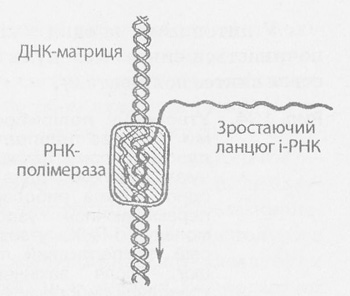 ДНК-матриця
РНК-
полімераза
Зростаючий
ланцюг і-РНК